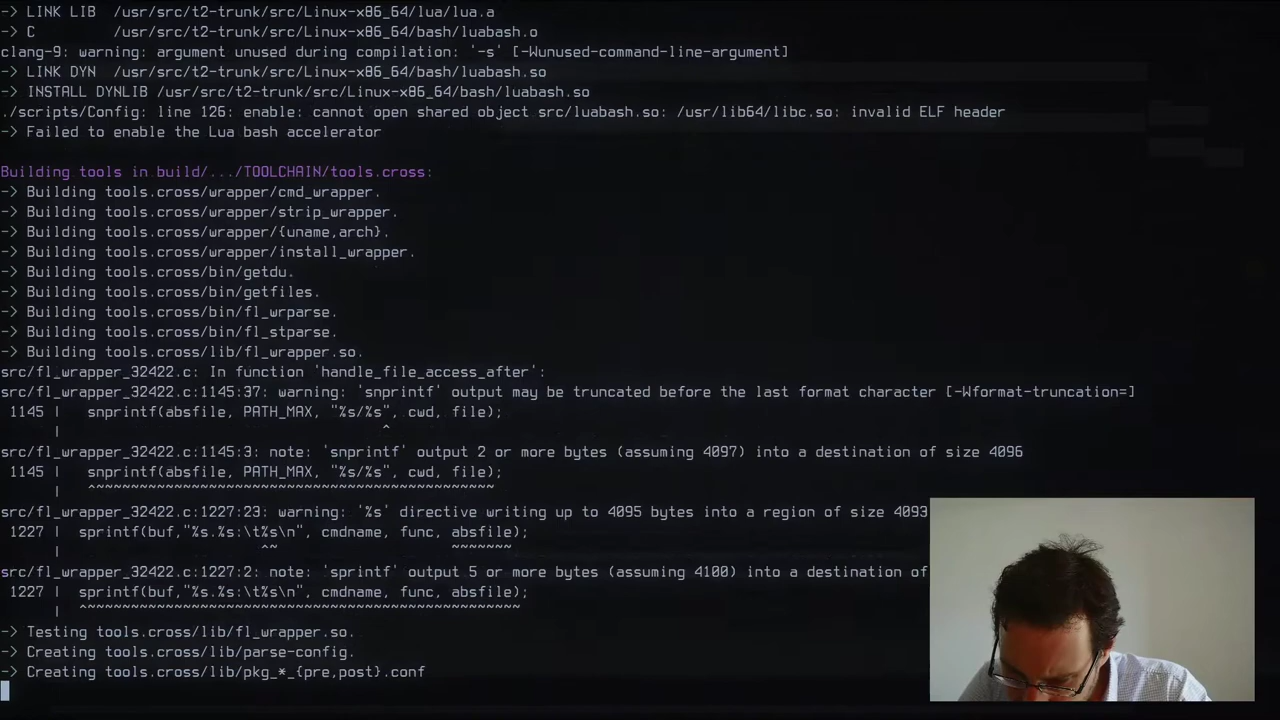 -> LINK LIB  /usr/src/t2-trunk/src/Linux-x86_64/lua/lua.a
-> C         /usr/src/t2-trunk/src/Linux-x86_64/bash/luabash.o
clang-9: warning: argument unused during compilation: '-s' [-Wunused-command-line-argument]
-> LINK DYN  /usr/src/t2-trunk/src/Linux-x86_64/bash/luabash.so
-> INSTALL DYNLIB /usr/src/t2-trunk/src/Linux-x86_64/bash/luabash.so
./scripts/Config: line 126: enable: cannot open shared object src/luabash.so: /usr/lib64/libc.so: invalid ELF header
-> Failed to enable the Lua bash accelerator
Building tools in build/.../TOOLCHAIN/tools.cross:
-> Building tools.cross/wrapper/cmd_wrapper.
-> Building tools.cross/wrapper/strip_wrapper.
-> Building tools.cross/wrapper/{uname,arch}.
-> Building tools.cross/wrapper/install_wrapper.
-> Building tools.cross/bin/getdu.
-> Building tools.cross/bin/getfiles.
-> Building tools.cross/bin/fl_wrparse.
-> Building tools.cross/bin/fl_stparse.
-> Building tools.cross/lib/fl_wrapper.so.
src/fl_wrapper_32422.c: In function 'handle_file_access_after':
src/fl_wrapper_32422.c:1145:37: warning: 'snprintf' output may be truncated before the last format character [-Wformat-truncation=]
 1145 |   snprintf(absfile, PATH_MAX, "%s/%s", cwd, file);
      |                                     ^
src/fl_wrapper_32422.c:1145:3: note: 'snprintf' output 2 or more bytes (assuming 4097) into a destination of size 4096
 1145 |   snprintf(absfile, PATH_MAX, "%s/%s", cwd, file);
      |   ^~~~~~~~~~~~~~~~~~~~~~~~~~~~~~~~~~~~~~~~~~~~~~~
src/fl_wrapper_32422.c:1227:23: warning: '%s' directive writing up to 4095 bytes into a region of size 4093
 1227 |  sprintf(buf,"%s.%s:\t%s\n", cmdname, func, absfile);
      |                      ^~                     ~~~~~~~
src/fl_wrapper_32422.c:1227:2: note: 'sprintf' output 5 or more bytes (assuming 4100) into a destination of
 1227 |  sprintf(buf,"%s.%s:\t%s\n", cmdname, func, absfile);
      |  ^~~~~~~~~~~~~~~~~~~~~~~~~~~~~~~~~~~~~~~~~~~~~~~~~~~
-> Testing tools.cross/lib/fl_wrapper.so.
-> Creating tools.cross/lib/parse-config.
-> Creating tools.cross/lib/pkg_*_{pre,post}.conf